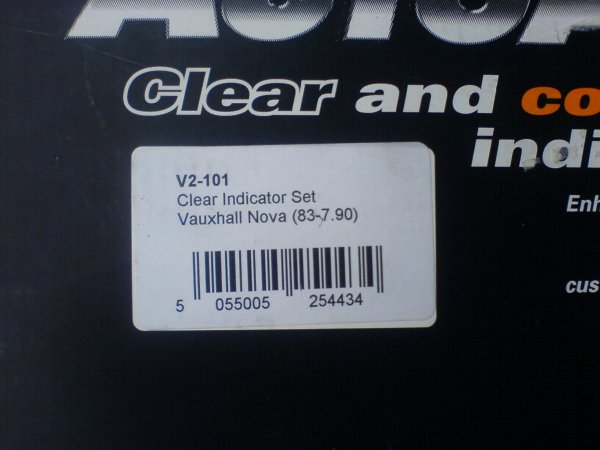 Clear and co
indi
Enh
cus
V2-101
Clear Indicator Set
Vauxhall Nova (83-7.90)
5 055005 254434